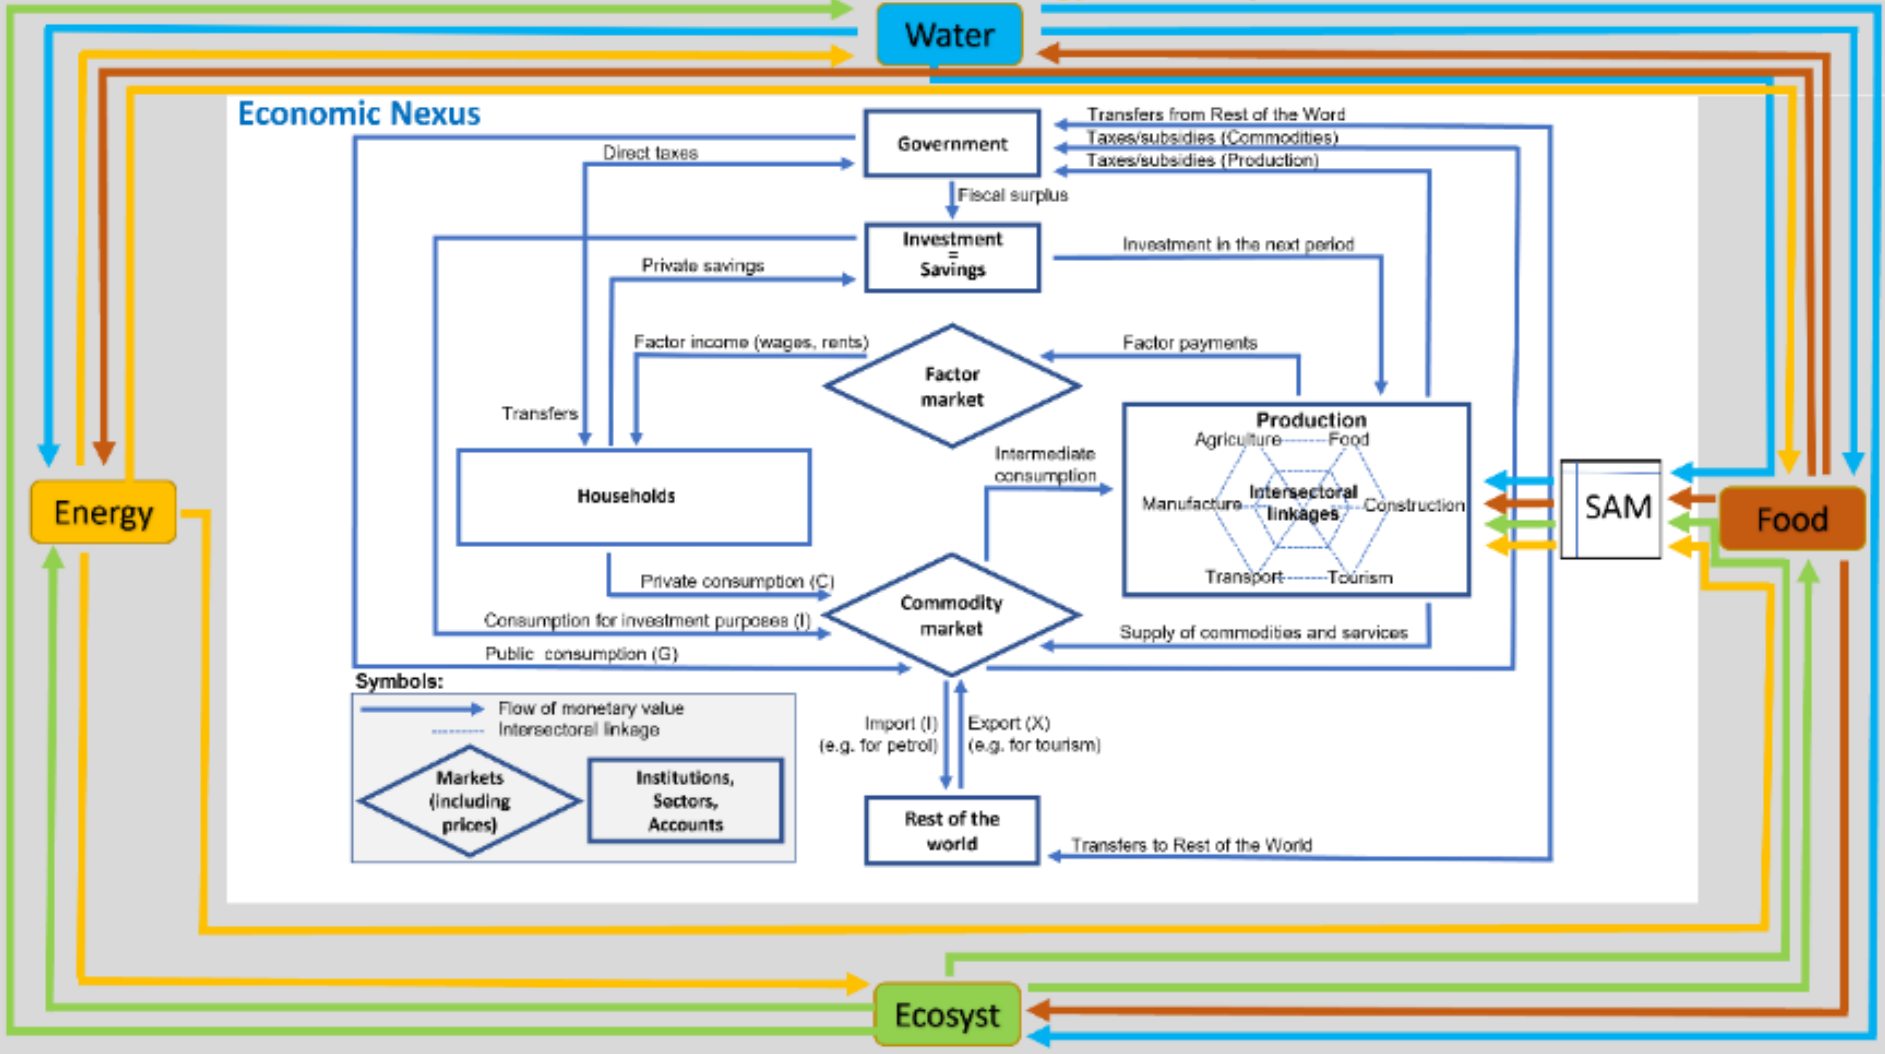 Water
Economic Nexus
Government
Transfers from Rest of the Word
Taxes/subsidies (Commodities)
Taxes/subsidies (Production)
Direct taxes
Fiscal surplus
Investment
=
Savings
Investment in the next period
Private savings
Factor income (wages, rents)
Factor payments
Factor
market
Transfers
Production
Agriculture
Food
Intermediate
consumption
Households
Manufacture
Intersectoral
linkages
Construction
SAM
Energy
Food
Transport
Tourism
Private consumption (C)
Commodity
market
Consumption for investment purposes (I)
Supply of commodities and services
Public consumption (G)
Symbols:
Flow of monetary value
Intersectoral linkage
Import (I)
(e.g. for petrol)
Export (X)
(e.g. for tourism)
Markets
(including
prices)
Institutions,
Sectors,
Accounts
Rest of the
world
Transfers to Rest of the World
Ecosyst